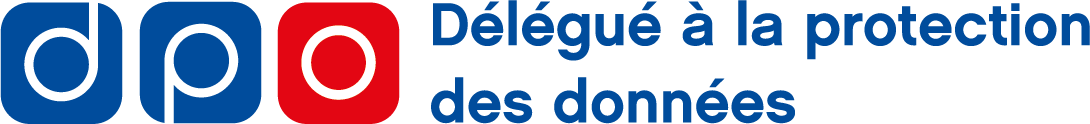 dpo
Délégué à la protection
des données